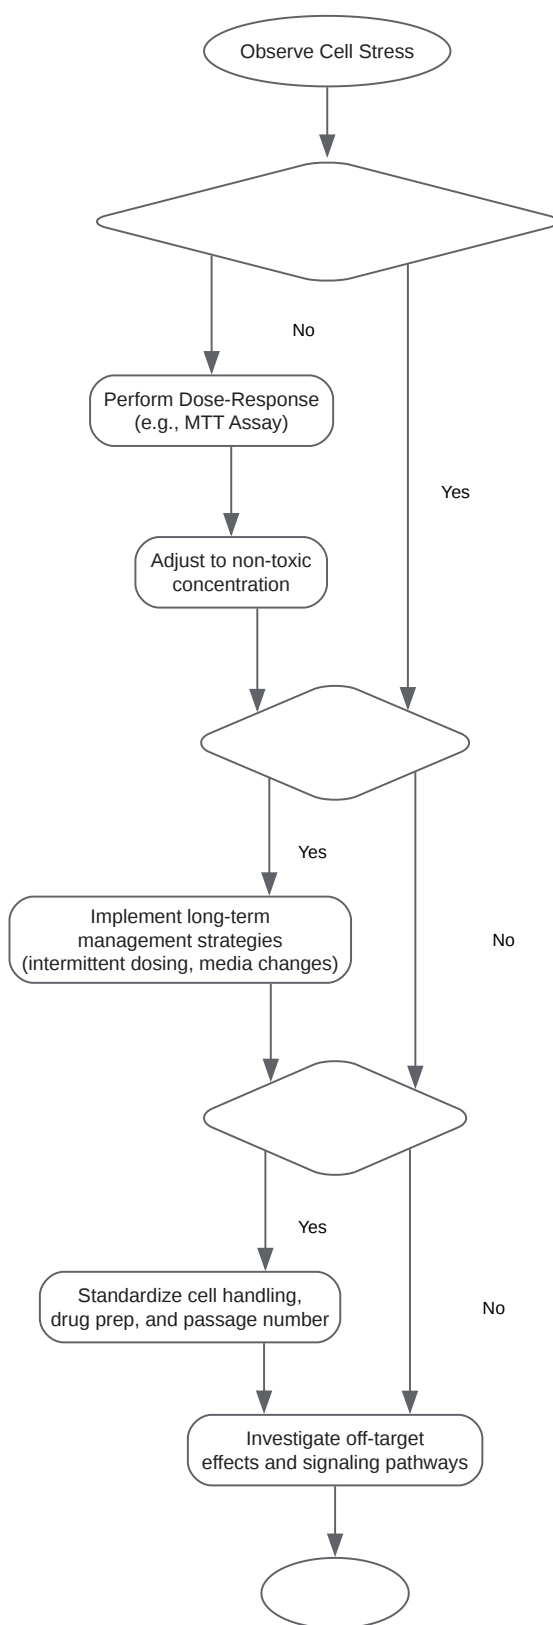 Observe Cell Stress
No
Perform Dose-Response
(e.g., MTT Assay)
Yes
Adjust to non-toxic
concentration
Yes
Implement long-term
management strategies
(intermittent dosing, media changes)
No
Yes
Standardize cell handling,
drug prep, and passage number
No
Investigate off-target
effects and signaling pathways